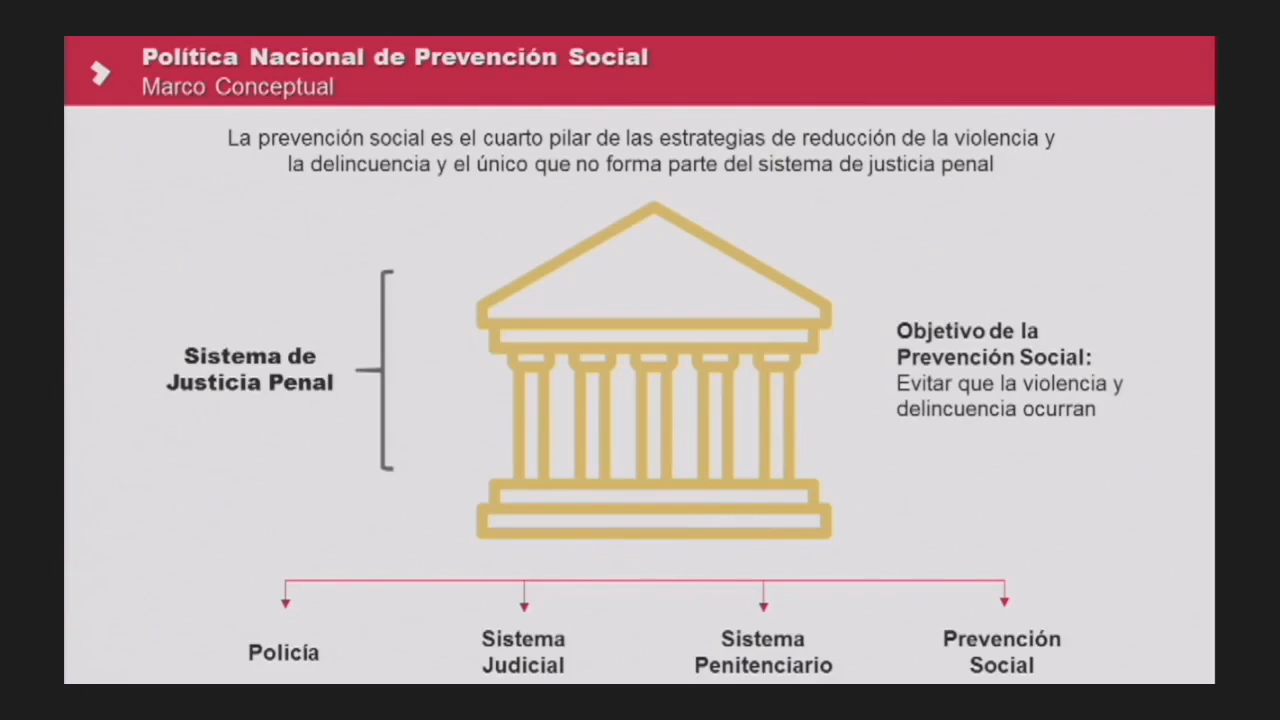 Política Nacional de Prevención Social
Marco Conceptual
La prevención social es el cuarto pilar de las estrategias de reducción de la violencia y
la delincuencia y el único que no forma parte del sistema de justicia penal
Sistema de
Justicia Penal
Objetivo de la
Prevención Social:
Evitar que la violencia y
delincuencia ocurran
Policía
Sistema
Judicial
Sistema
Penitenciario
Prevención
Social